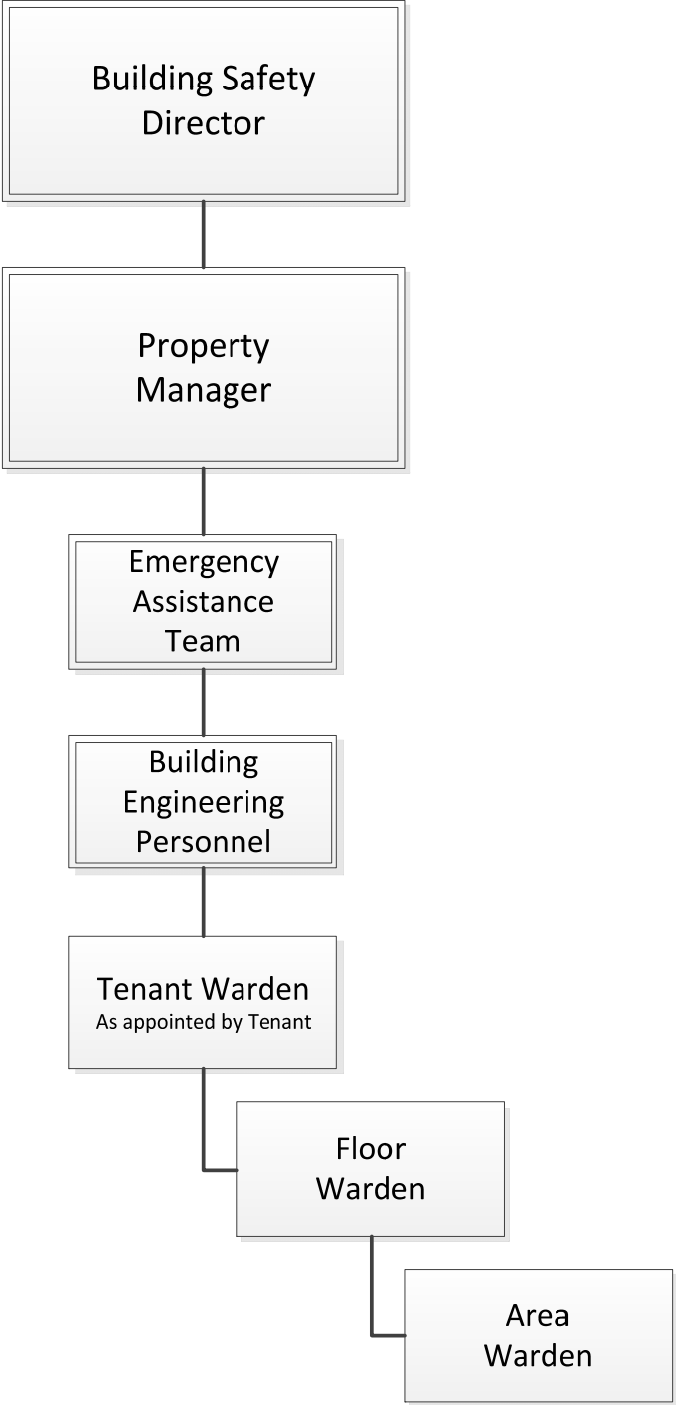 Building Safety
Director
Property
Manager
Emergency
Assistance
Team
Building
Engineering
Personnel
Tenant Warden
As appointed by Tenant
Floor
Warden
Area
Warden